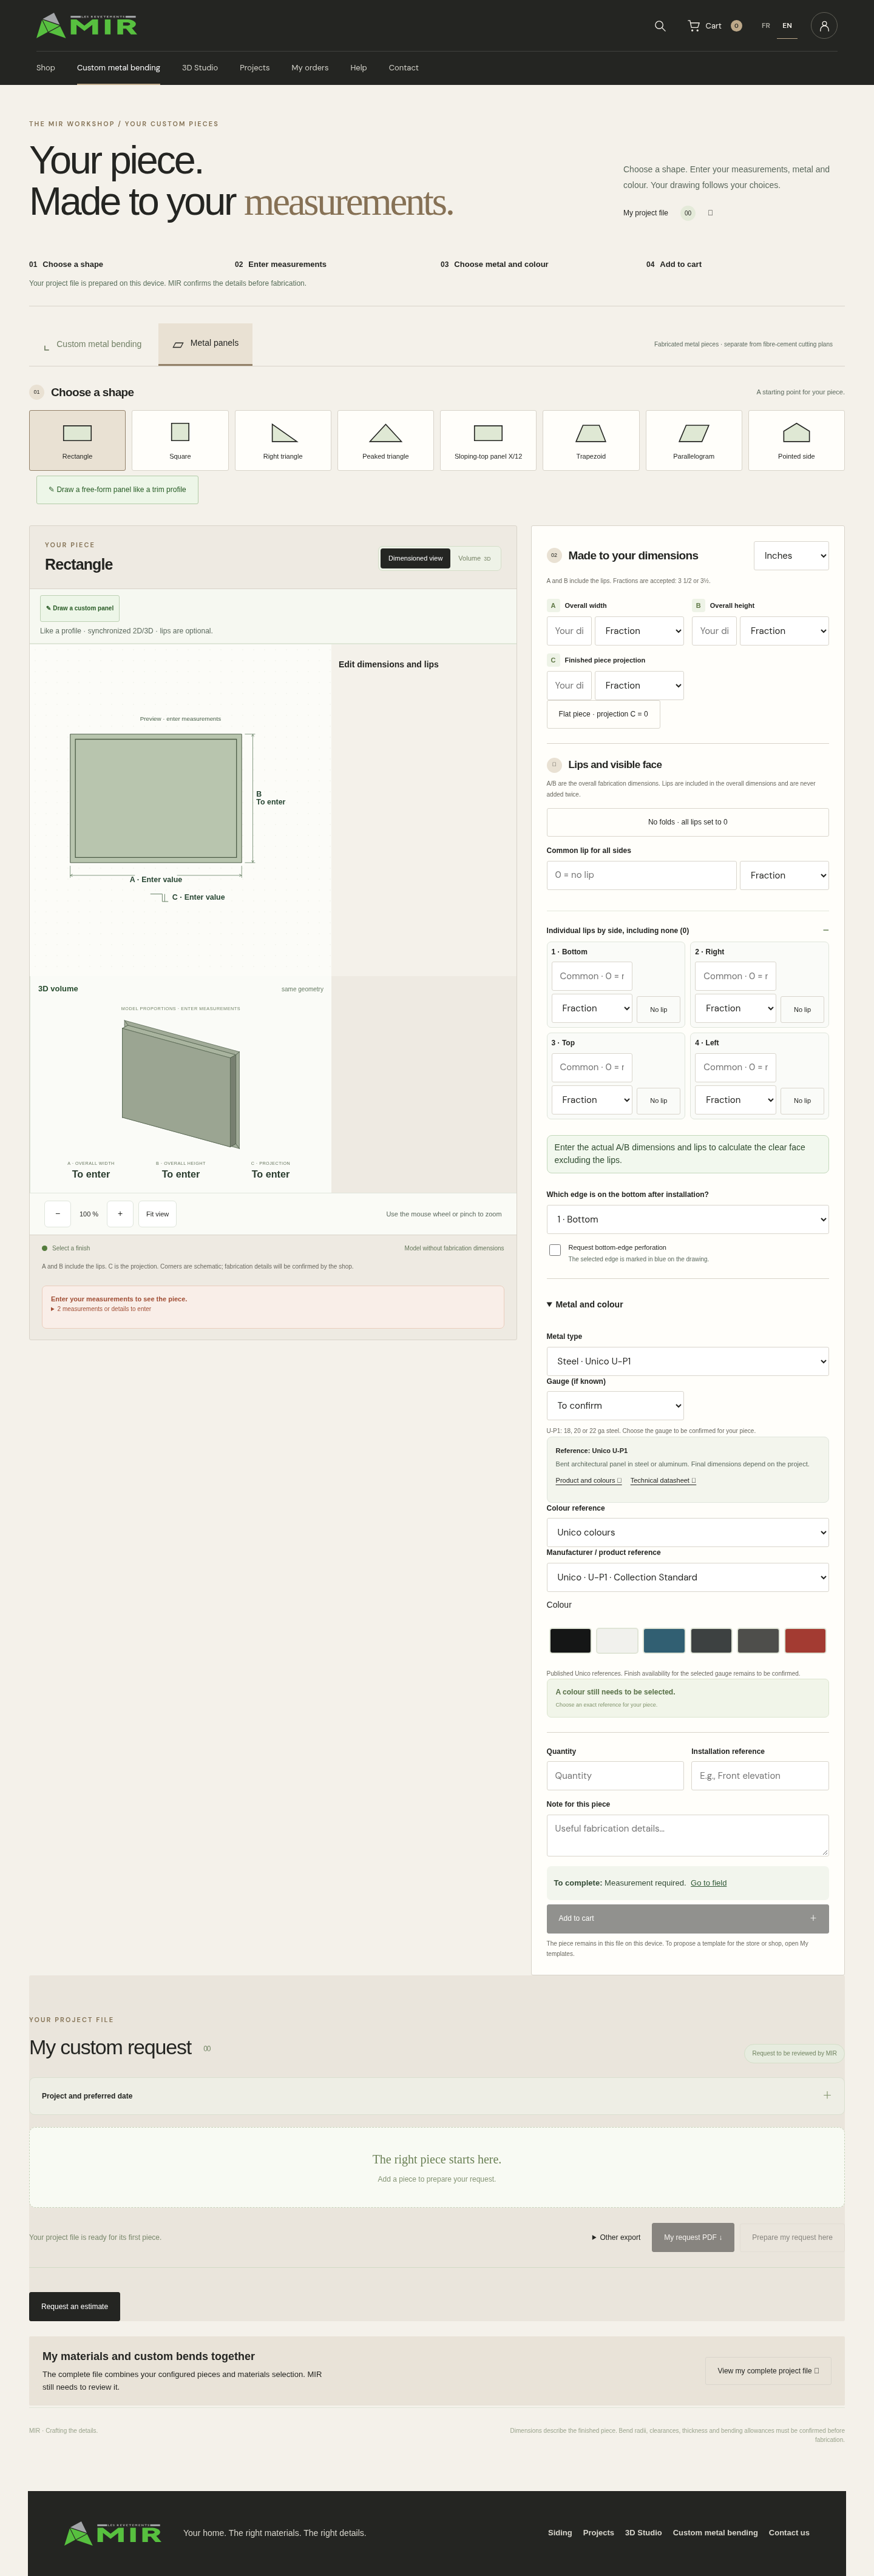 MIR
Cart 0 FR EN
Shop Custom metal bending 3D Studio Projects My orders Help Contact
THE MIR WORKSHOP / YOUR CUSTOM PIECES
Your piece.
Made to your measurements.
Choose a shape. Enter your measurements, metal and
colour. Your drawing follows your choices.
My project file 00
01 Choose a shape
02 Enter measurements
03 Choose metal and colour
04 Add to cart
Your project file is prepared on this device. MIR confirms the details before fabrication.
Custom metal bending
Metal panels
Fabricated metal pieces · separate from fibre-cement cutting plans
01 Choose a shape
A starting point for your piece.
Rectangle
Square
Right triangle
Peaked triangle
Sloping-top panel X/12
Trapezoid
Parallelogram
Pointed side
✎ Draw a free-form panel like a trim profile
YOUR PIECE
Rectangle
Dimensioned view
Volume 3D
✎ Draw a custom panel
Like a profile · synchronized 2D/3D · lips are optional.
Edit dimensions and lips
Preview · enter measurements
B
To enter
A · Enter value
C · Enter value
3D volume
same geometry
MODEL PROPORTIONS · ENTER MEASUREMENTS
A · OVERALL WIDTH
To enter
B · OVERALL HEIGHT
To enter
C · PROJECTION
To enter
− 100 % + Fit view
Use the mouse wheel or pinch to zoom
Select a finish
Model without fabrication dimensions
A and B include the lips. C is the projection. Corners are schematic; fabrication details will be confirmed by the shop.
Enter your measurements to see the piece.
2 measurements or details to enter
02 Made to your dimensions
Inches
A and B include the lips. Fractions are accepted: 3 1/2 or 3½.
A Overall width
Your di Fraction
B Overall height
Your di Fraction
C Finished piece projection
Your di Fraction
Flat piece · projection C = 0
Lips and visible face
A/B are the overall fabrication dimensions. Lips are included in the overall dimensions and are never
added twice.
No folds · all lips set to 0
Common lip for all sides
0 = no lip Fraction
Individual lips by side, including none (0) −
1 · Bottom
Common · 0 = r
Fraction No lip
2 · Right
Common · 0 = r
Fraction No lip
3 · Top
Common · 0 = r
Fraction No lip
4 · Left
Common · 0 = r
Fraction No lip
Enter the actual A/B dimensions and lips to calculate the clear face
excluding the lips.
Which edge is on the bottom after installation?
1 · Bottom
Request bottom-edge perforation
The selected edge is marked in blue on the drawing.
Metal and colour
Metal type
Steel · Unico U-P1
Gauge (if known)
To confirm
U-P1: 18, 20 or 22 ga steel. Choose the gauge to be confirmed for your piece.
Reference: Unico U-P1
Bent architectural panel in steel or aluminum. Final dimensions depend on the project.
Product and colours Technical datasheet
Colour reference
Unico colours
Manufacturer / product reference
Unico · U-P1 · Collection Standard
Colour
Published Unico references. Finish availability for the selected gauge remains to be confirmed.
A colour still needs to be selected.
Choose an exact reference for your piece.
Quantity
Quantity
Installation reference
E.g., Front elevation
Note for this piece
Useful fabrication details...
To complete: Measurement required. Go to field
Add to cart +
The piece remains in this file on this device. To propose a template for the store or shop, open My
templates.
YOUR PROJECT FILE
My custom request 00
Request to be reviewed by MIR
Project and preferred date +
The right piece starts here.
Add a piece to prepare your request.
Your project file is ready for its first piece.
Other export
My request PDF ↓
Prepare my request here
Request an estimate
My materials and custom bends together
The complete file combines your configured pieces and materials selection. MIR
still needs to review it.
View my complete project file
MIR · Crafting the details.
Dimensions describe the finished piece. Bend radii, clearances, thickness and bending allowances must be confirmed before
fabrication.
MIR
Your home. The right materials. The right details.
Siding Projects 3D Studio Custom metal bending Contact us